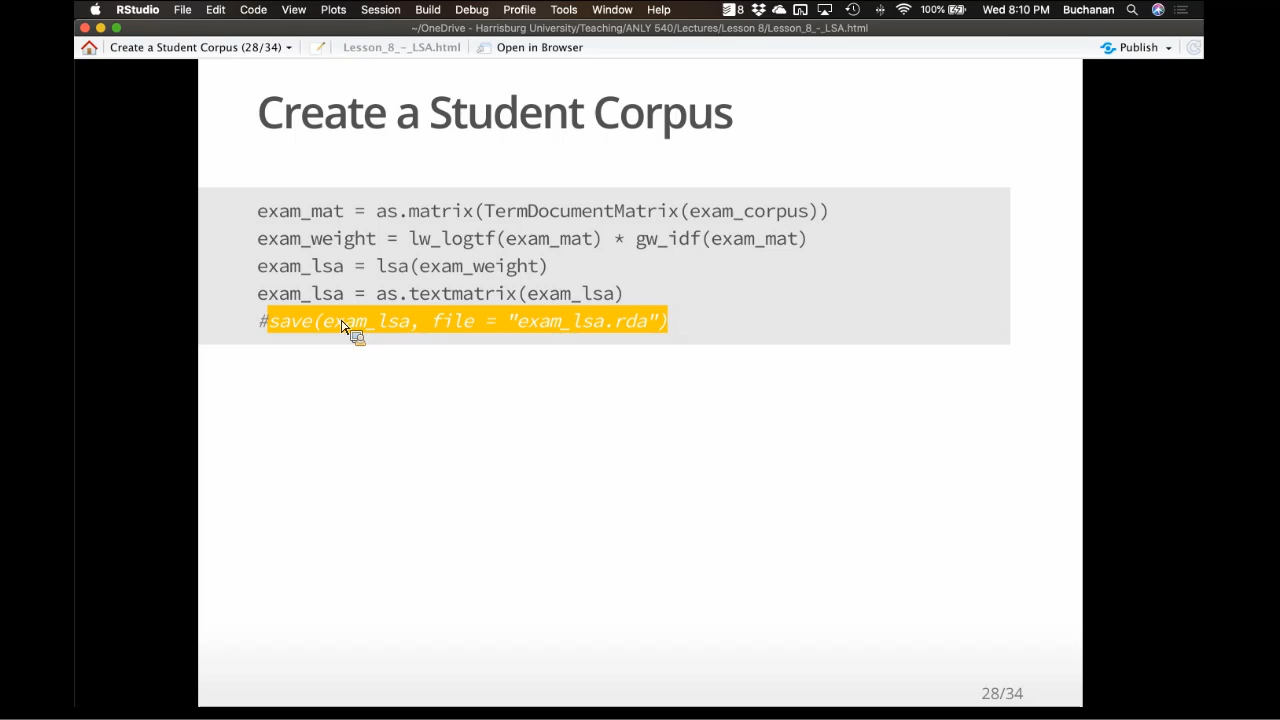 RStudio File Edit Code View Plots Session Build Debug Profile Tools Window Help 8 100% Wed 8:10 PM Buchanan
~/OneDrive - Harrisburg University/Teaching/ANLY 540/Lectures/Lesson 8/Lesson_8_-_LSA.html
Create a Student Corpus (28/34) Lesson_8_-_LSA.html Open in Browser Publish
Create a Student Corpus
exam_mat = as.matrix(TermDocumentMatrix(exam_corpus))
exam_weight = lw_logtf(exam_mat) * gw_idf(exam_mat)
exam_lsa = lsa(exam_weight)
exam_lsa = as.textmatrix(exam_lsa)
#save(exam_lsa, file = "exam_lsa.rda")
28/34